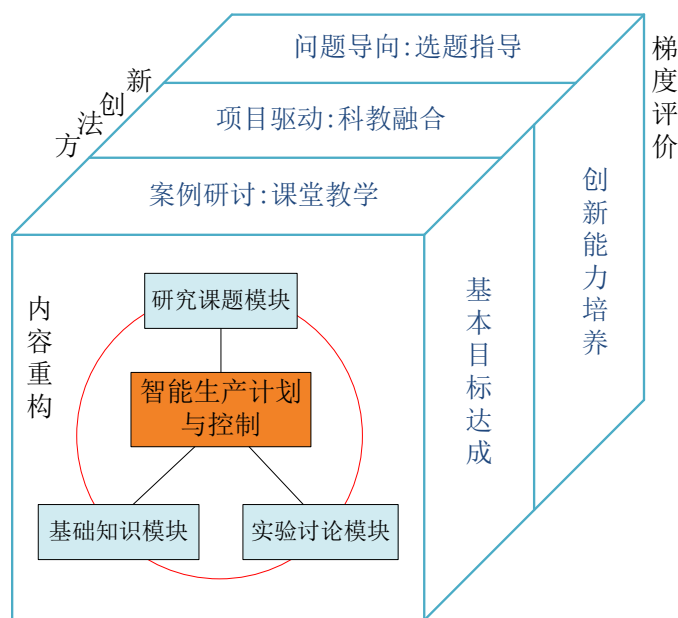 问题导向:选题指导
项目驱动:科教融合
案例研讨:课堂教学
方法创新
梯度评价
创新能力培养
基本目标达成
内容重构
研究课题模块
智能生产计划
与控制
基础知识模块
实验讨论模块